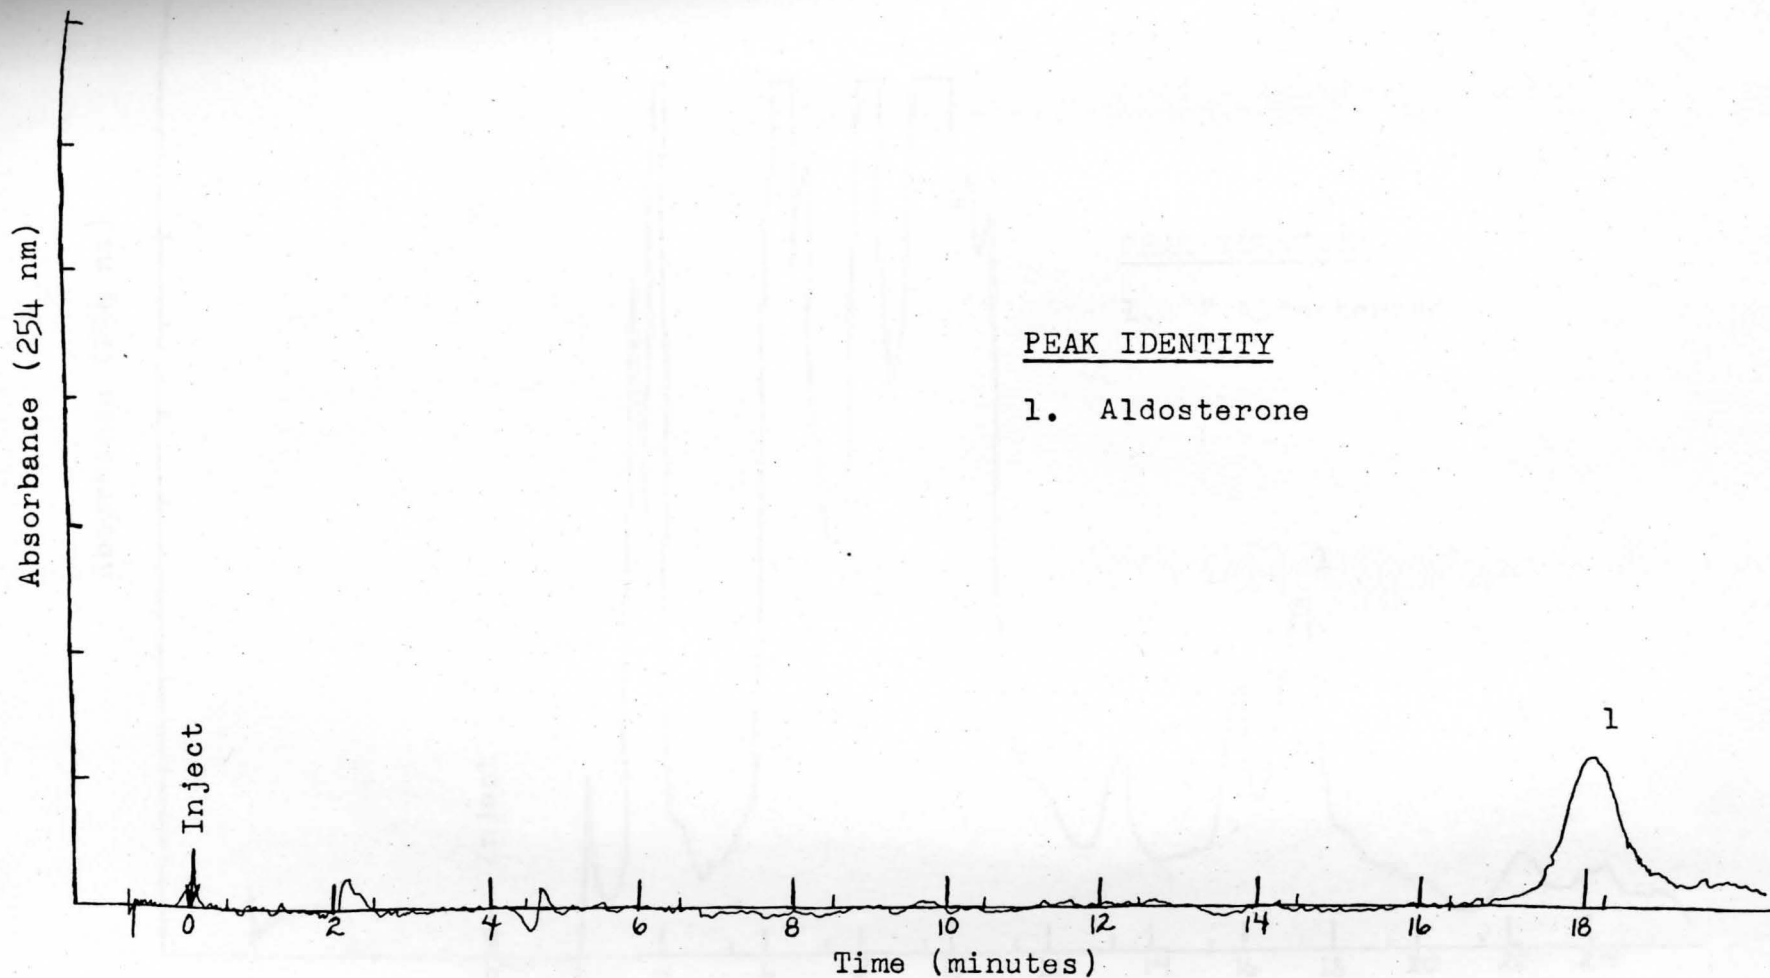 Absorbance (254 nm)
PEAK IDENTITY
1. Aldosterone
Inject
1
0 2 4 6 8 10 12 14 16 18
Time (minutes)